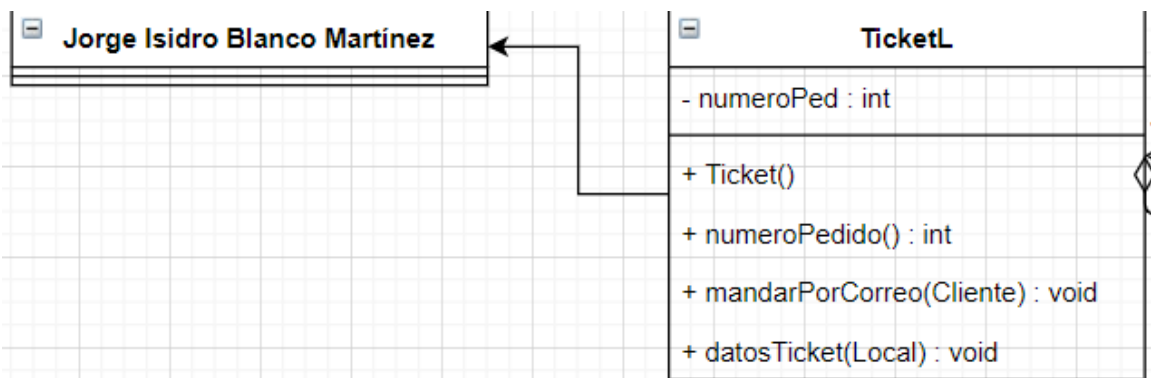 Jorge Isidro Blanco Martínez
TicketL
- numeroPed : int
+ Ticket()
+ numeroPedido() : int
+ mandarPorCorreo(Cliente) : void
+ datosTicket(Local) : void